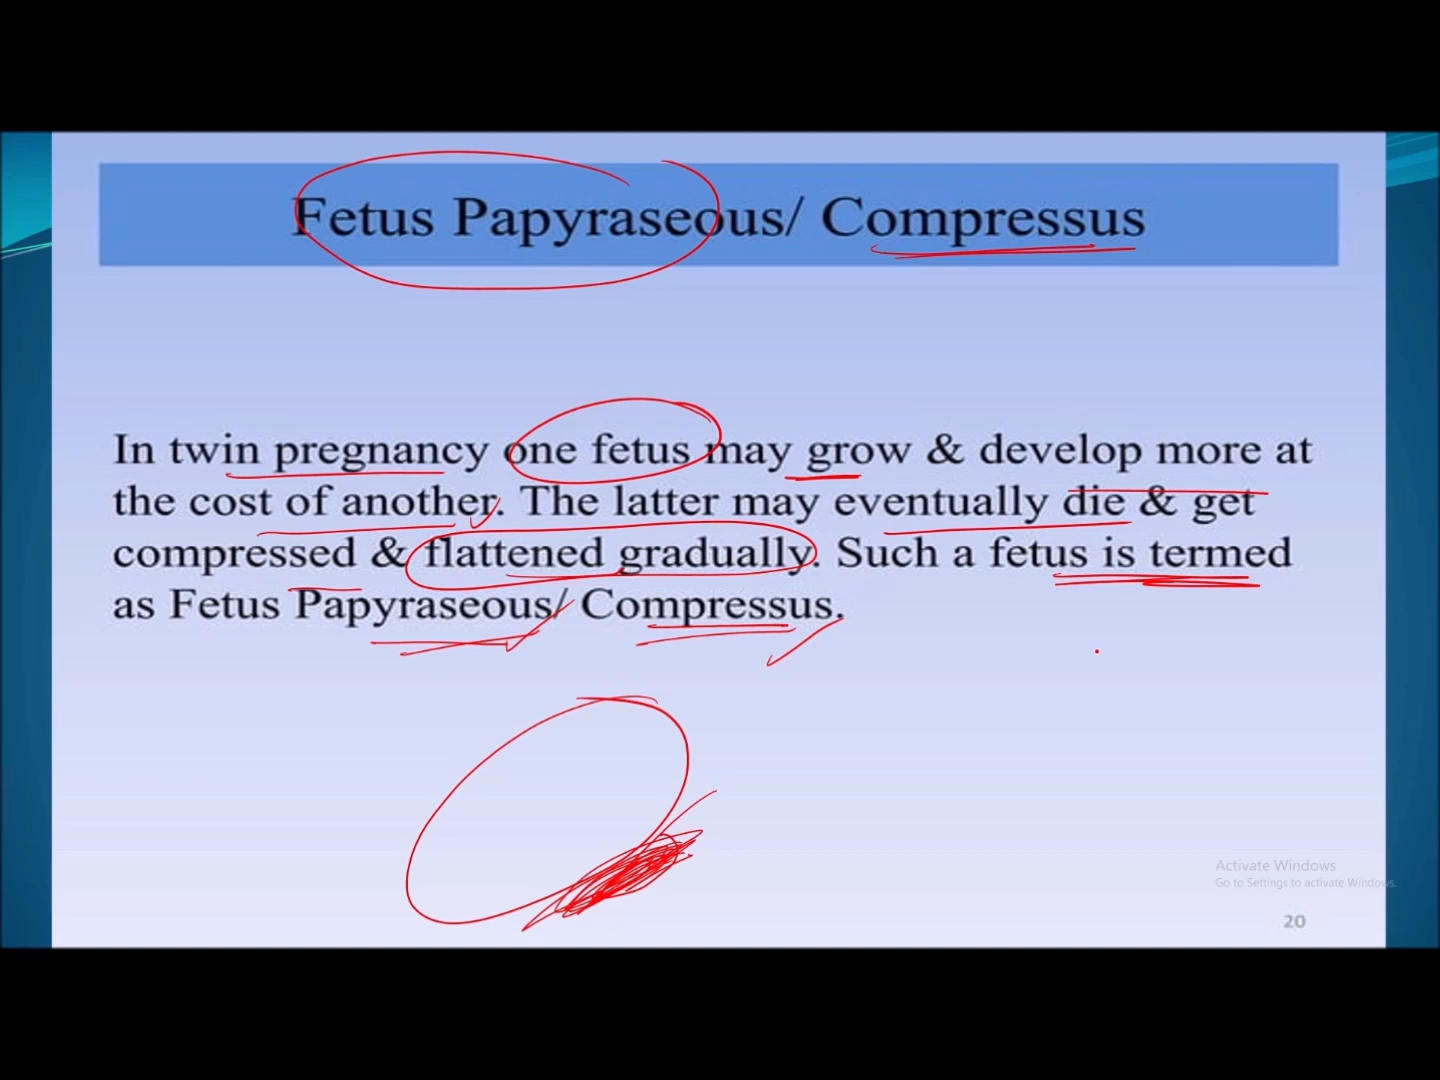 Fetus Papyraseous/ Compressus
In twin pregnancy one fetus may grow & develop more at
the cost of another. The latter may eventually die & get
compressed & flattened gradually. Such a fetus is termed
as Fetus Papyraseous/ Compressus.
Activate Windows
Go to Settings to activate Windows.
20